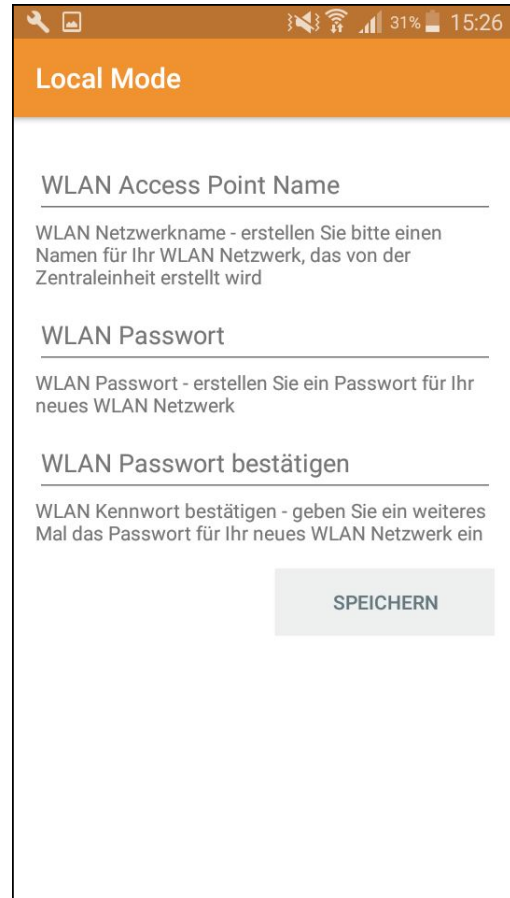 31% 15:26
Local Mode
WLAN Access Point Name
WLAN Netzwerkname - erstellen Sie bitte einen
Namen für Ihr WLAN Netzwerk, das von der
Zentraleinheit erstellt wird
WLAN Passwort
WLAN Passwort - erstellen Sie ein Passwort für Ihr
neues WLAN Netzwerk
WLAN Passwort bestätigen
WLAN Kennwort bestätigen - geben Sie ein weiteres
Mal das Passwort für Ihr neues WLAN Netzwerk ein
SPEICHERN